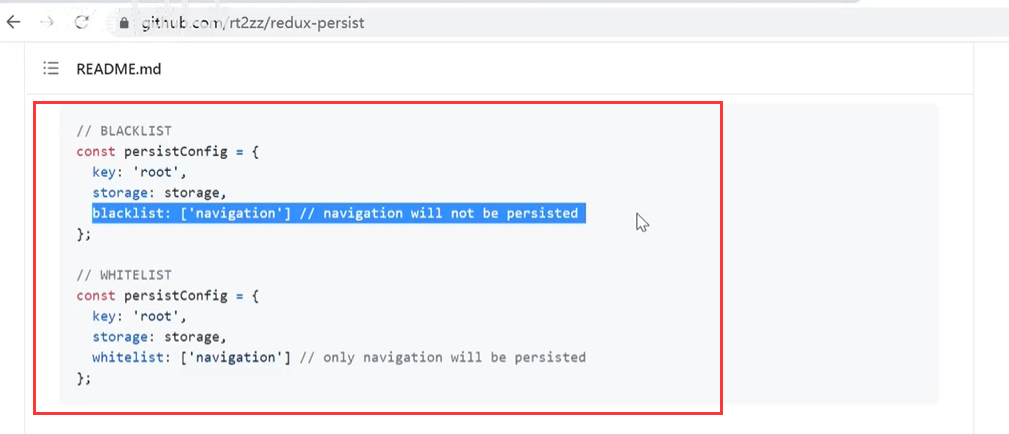 github.com/rt2zz/redux-persist
README.md
// BLACKLIST
const persistConfig = {
  key: 'root',
  storage: storage,
  blacklist: ['navigation'] // navigation will not be persisted
};
// WHITELIST
const persistConfig = {
  key: 'root',
  storage: storage,
  whitelist: ['navigation'] // only navigation will be persisted
};